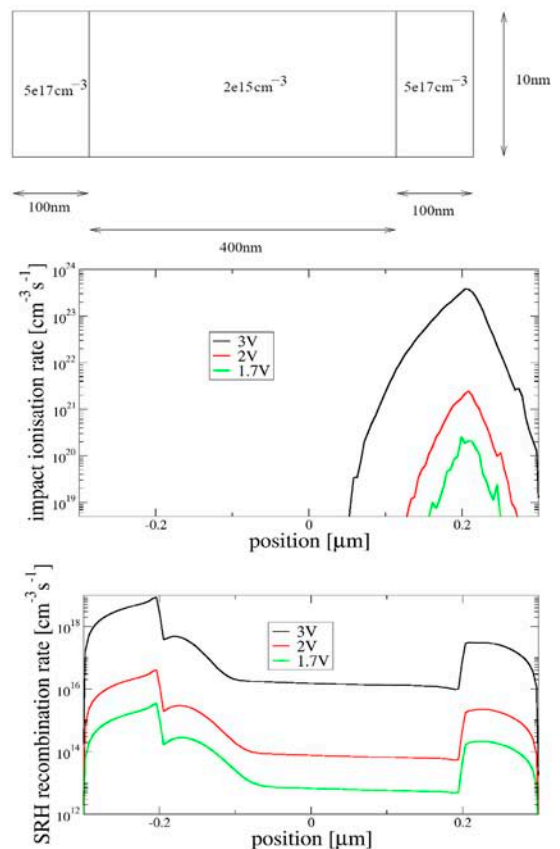 5e17cm⁻³
2e15cm⁻³
5e17cm⁻³
10nm
100nm
100nm
400nm
impact ionisation rate [cm⁻³s⁻¹]
10²⁴
10²³
10²²
10²¹
10²⁰
10¹⁹
3V
2V
1.7V
-0.2
0
0.2
position [μm]
SRH recombination rate [cm⁻³s⁻¹]
10¹⁸
10¹⁶
10¹⁴
10¹²
3V
2V
1.7V
-0.2
0
0.2
position [μm]